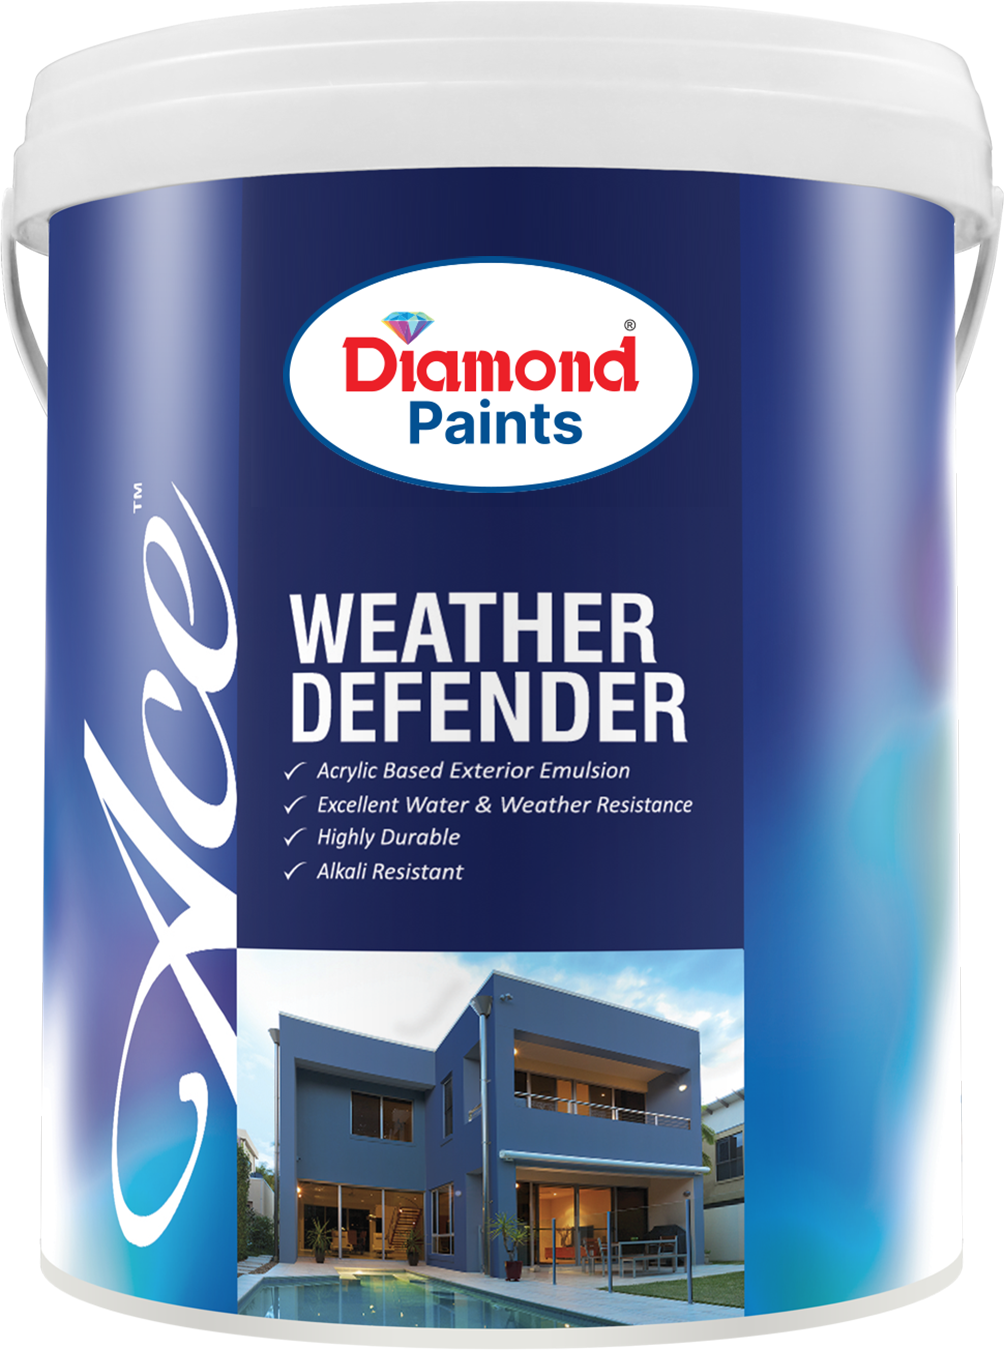 Diamond®
Paints
Ace™
WEATHER
DEFENDER
✓ Acrylic Based Exterior Emulsion
✓ Excellent Water & Weather Resistance
✓ Highly Durable
✓ Alkali Resistant